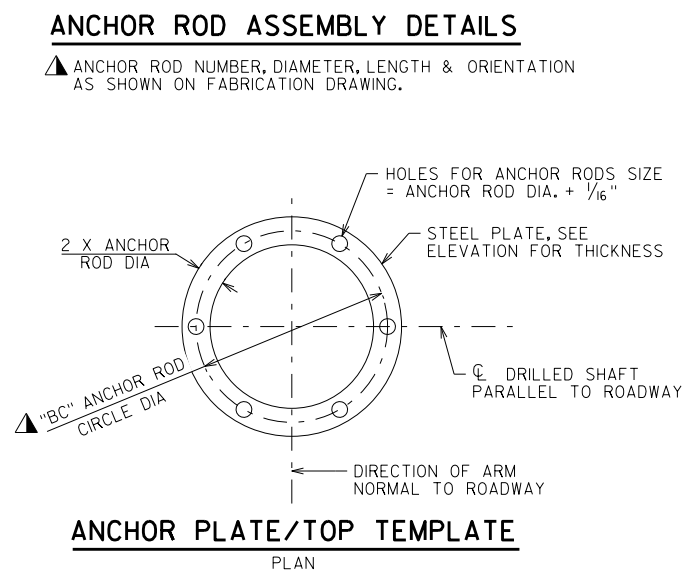 ANCHOR ROD ASSEMBLY DETAILS
ANCHOR ROD NUMBER, DIAMETER, LENGTH & ORIENTATION
AS SHOWN ON FABRICATION DRAWING.
HOLES FOR ANCHOR RODS SIZE
= ANCHOR ROD DIA. + 1/16"
2 X ANCHOR
ROD DIA
STEEL PLATE, SEE
ELEVATION FOR THICKNESS
"BC" ANCHOR ROD
CIRCLE DIA
℄ DRILLED SHAFT
PARALLEL TO ROADWAY
DIRECTION OF ARM
NORMAL TO ROADWAY
ANCHOR PLATE/TOP TEMPLATE
PLAN